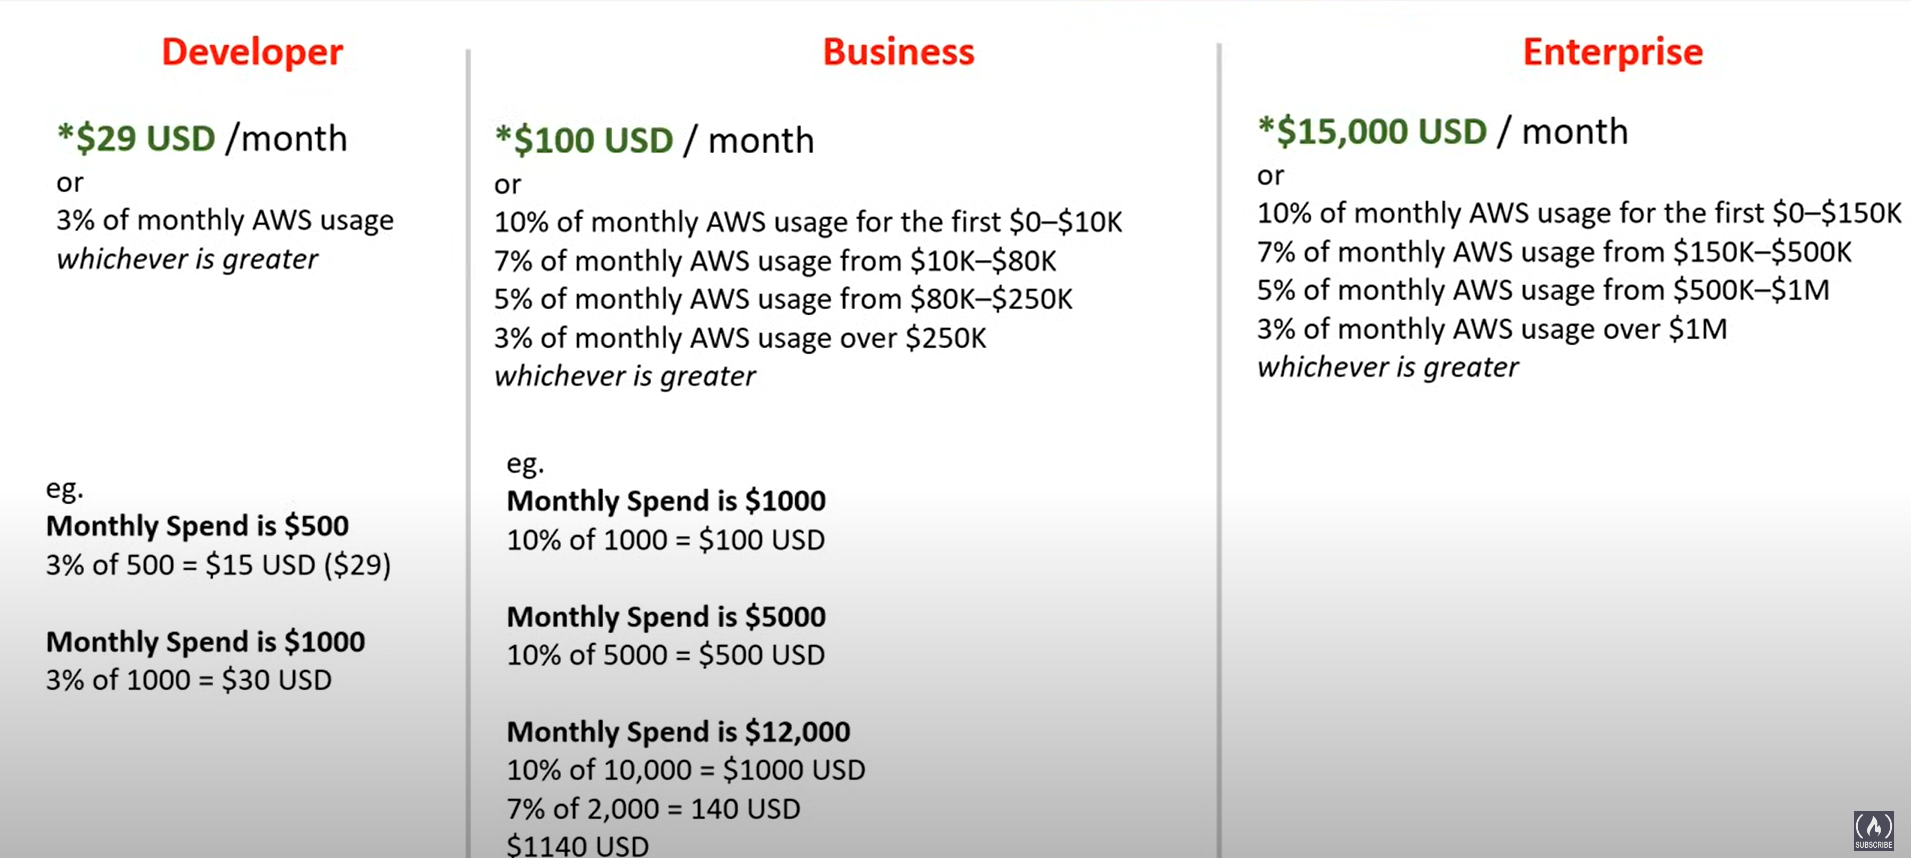 Developer
*$29 USD /month
or
3% of monthly AWS usage
whichever is greater
eg.
Monthly Spend is $500
3% of 500 = $15 USD ($29)
Monthly Spend is $1000
3% of 1000 = $30 USD
Business
*$100 USD / month
or
10% of monthly AWS usage for the first $0–$10K
7% of monthly AWS usage from $10K–$80K
5% of monthly AWS usage from $80K–$250K
3% of monthly AWS usage over $250K
whichever is greater
eg.
Monthly Spend is $1000
10% of 1000 = $100 USD
Monthly Spend is $5000
10% of 5000 = $500 USD
Monthly Spend is $12,000
10% of 10,000 = $1000 USD
7% of 2,000 = 140 USD
$1140 USD
Enterprise
*$15,000 USD / month
or
10% of monthly AWS usage for the first $0–$150K
7% of monthly AWS usage from $150K–$500K
5% of monthly AWS usage from $500K–$1M
3% of monthly AWS usage over $1M
whichever is greater
SUBSCRIBE